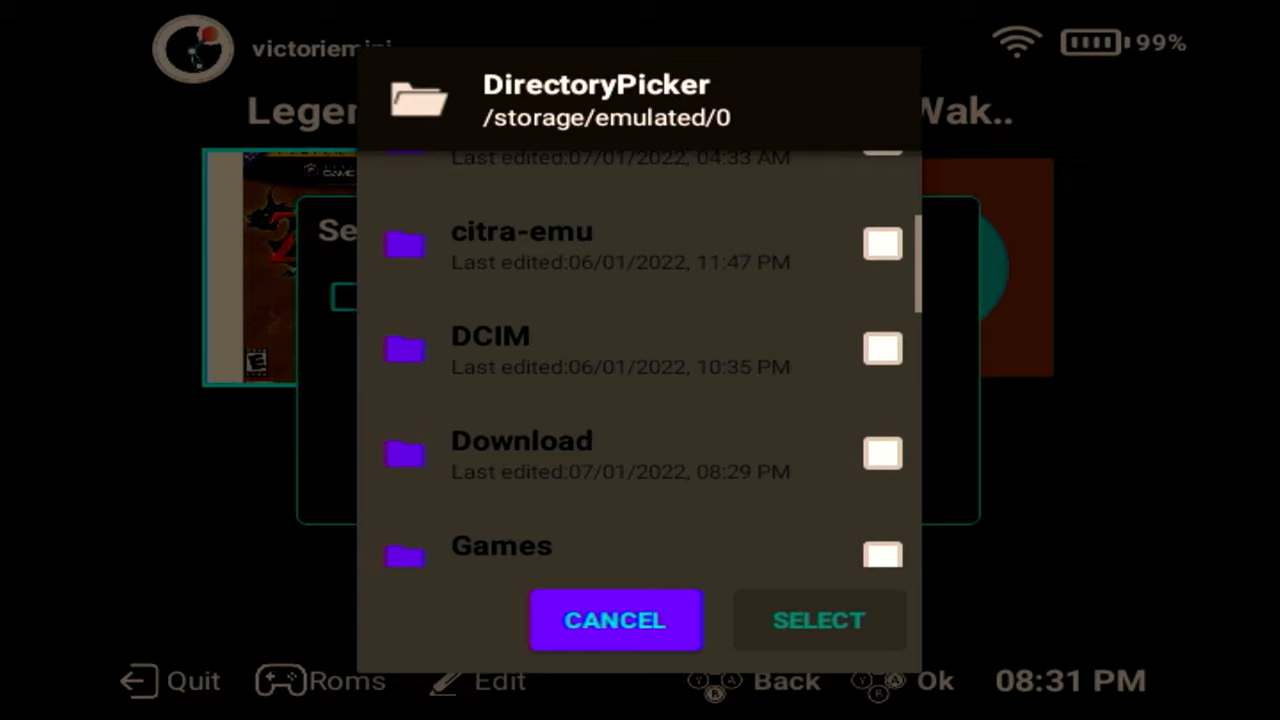 victoriemini
99%
DirectoryPicker
/storage/emulated/0
Legen
Wak..
Last edited:07/01/2022, 04:33 AM
Se
citra-emu
Last edited:06/01/2022, 11:47 PM
DCIM
Last edited:06/01/2022, 10:35 PM
Download
Last edited:07/01/2022, 08:29 PM
Games
CANCEL
SELECT
Quit
Roms
Edit
Back
Ok
08:31 PM